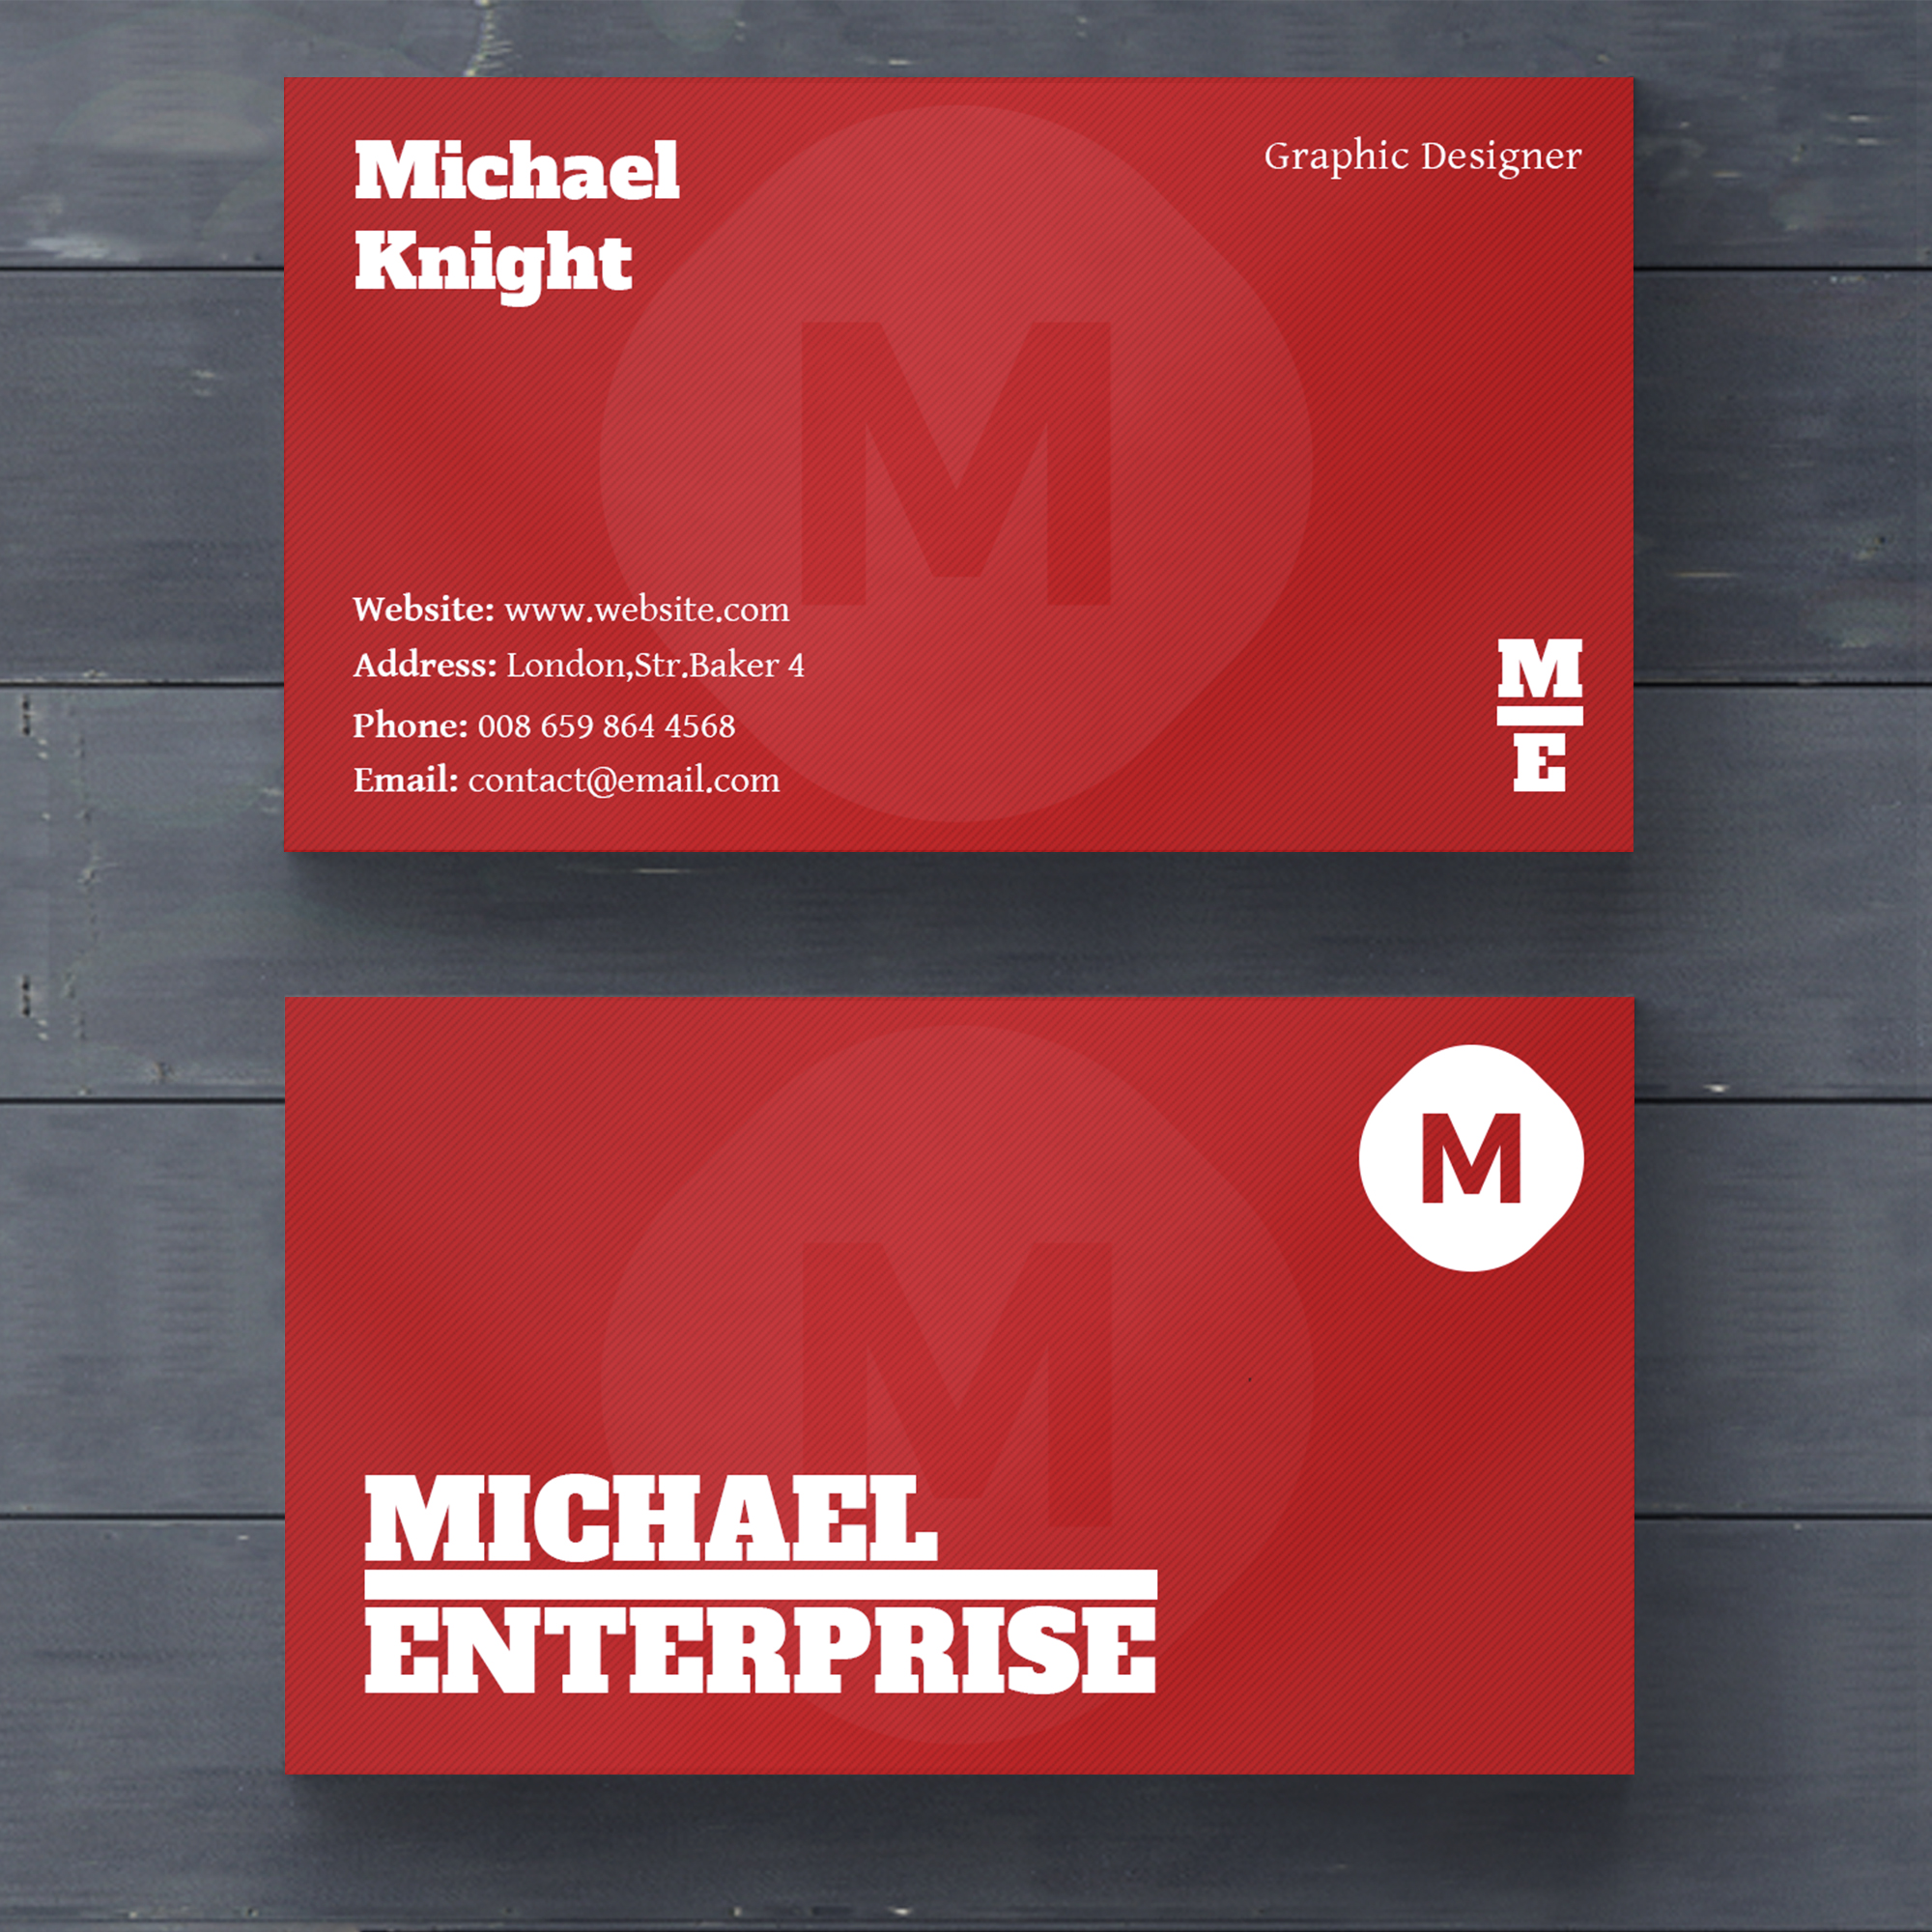 Michael
Knight
Graphic Designer
M
Website: www.website.com
Address: London,Str.Baker 4
Phone: 008 659 864 4568
Email: contact@email.com
M
E
M
M
MICHAEL
ENTERPRISE